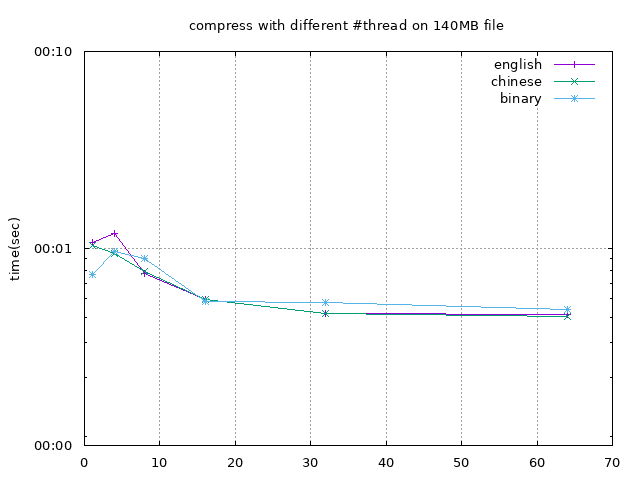 compress with different #thread on 140MB file
00:10
english
chinese
binary
time(sec)
00:01
00:00
0 10 20 30 40 50 60 70